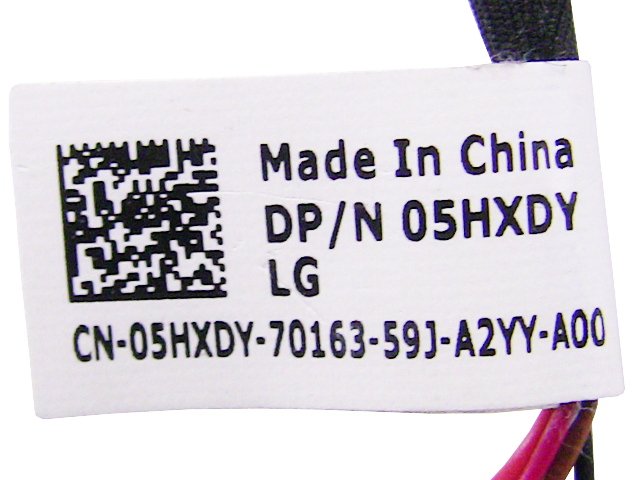 Made In China
DP/N 05HXDY
LG
CN-05HXDY-70163-59J-A2YY-A00